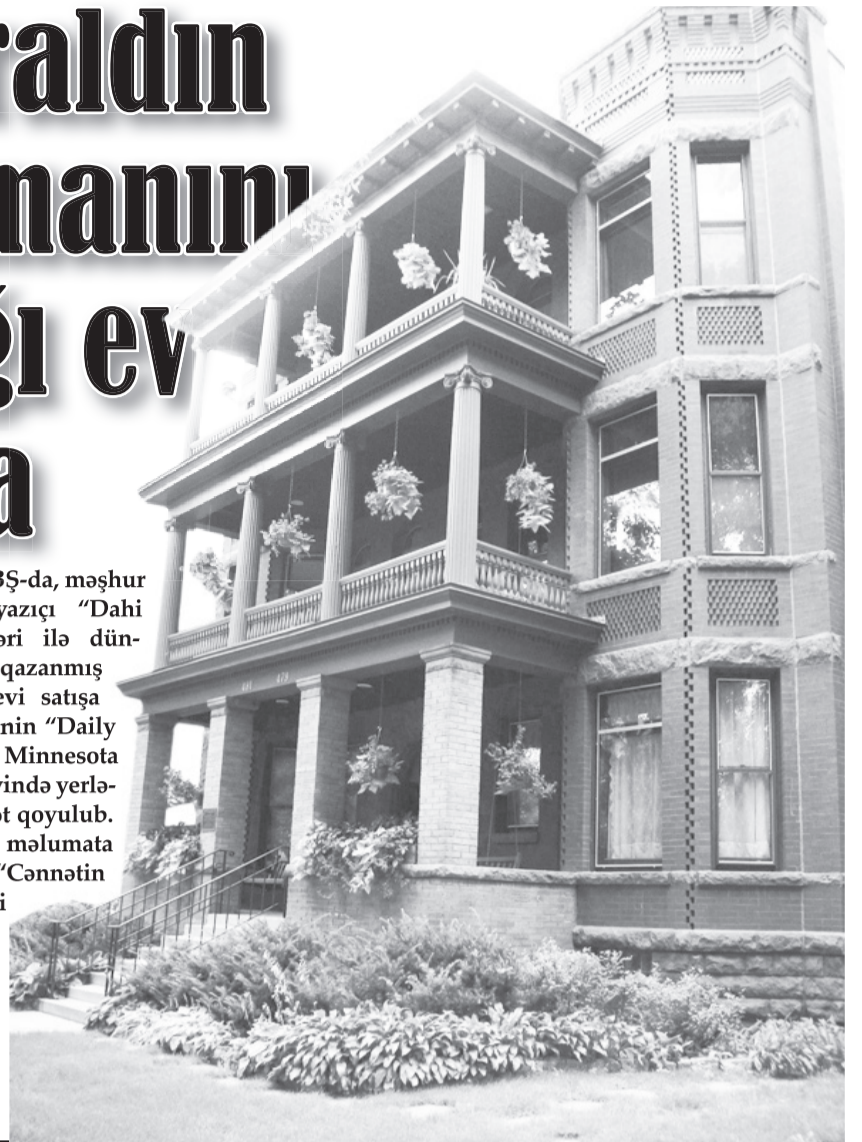 raldın
manını
ğı ev
a
BŞ-da, məşhur
yazıçı “Dahi
əri ilə dün-
qazanmış
evi satışa
nin “Daily
Minnesota
vində yerlə-
ət qoyulub.
məlumata
“Cənnətin
i